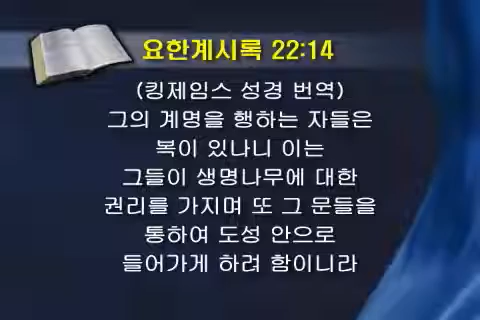 요한계시록 22:14
(킹제임스 성경 번역)
그의 계명을 행하는 자들은
복이 있나니 이는
그들이 생명나무에 대한
권리를 가지며 또 그 문들을
통하여 도성 안으로
들어가게 하려 함이니라